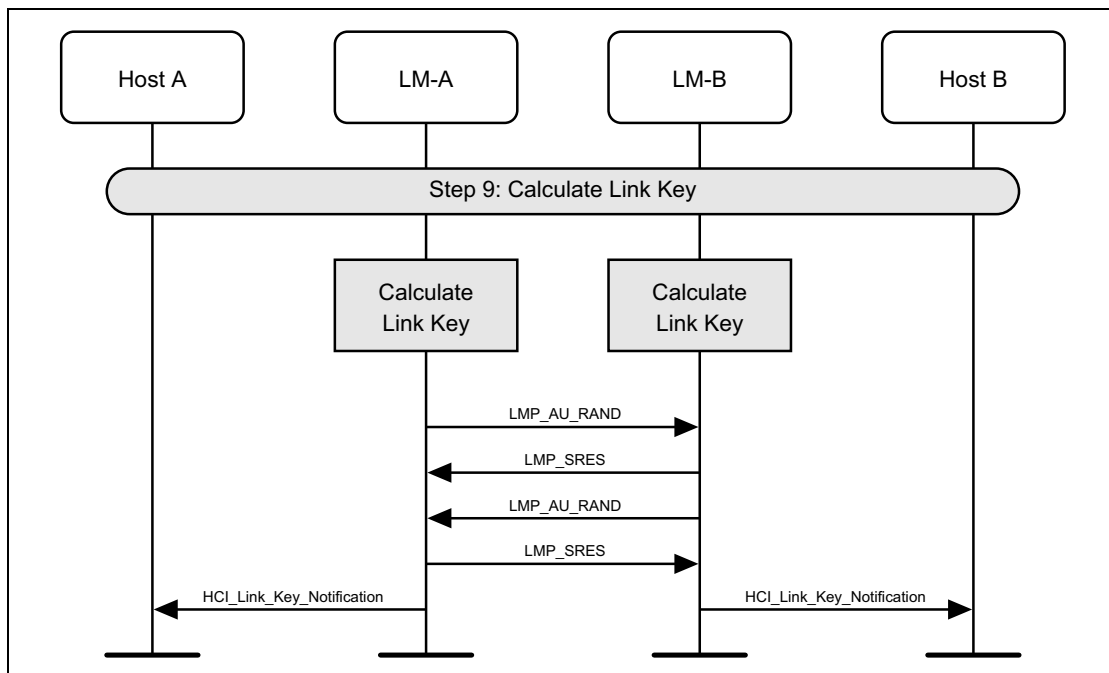 Host A
LM-A
LM-B
Host B
Step 9: Calculate Link Key
Calculate
Link Key
Calculate
Link Key
LMP_AU_RAND
LMP_SRES
LMP_AU_RAND
LMP_SRES
HCI_Link_Key_Notification
HCI_Link_Key_Notification